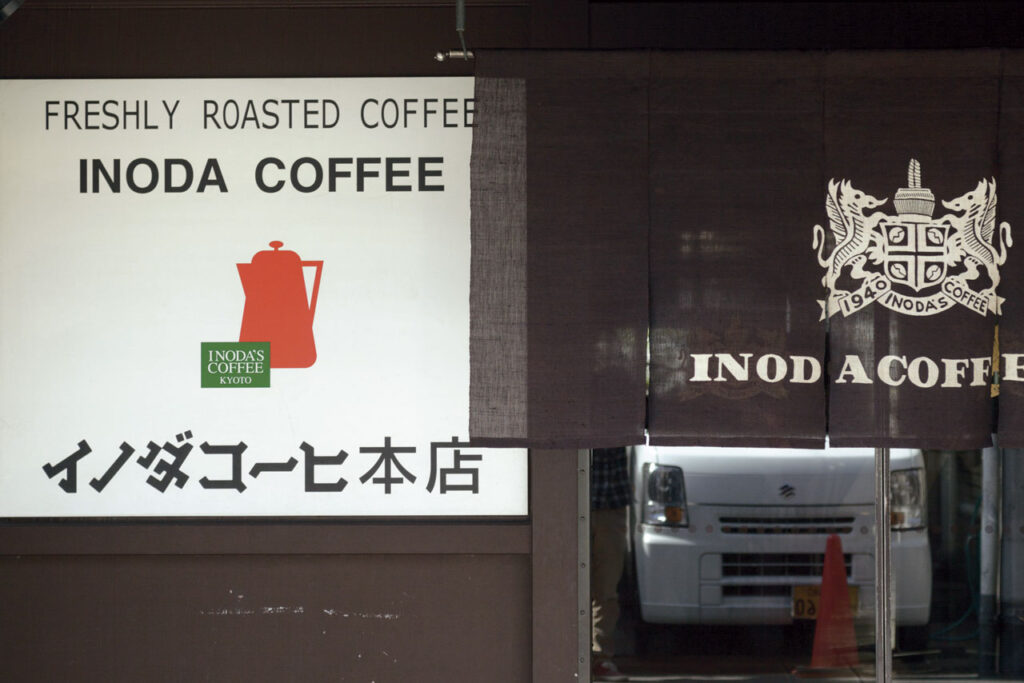 FRESHLY ROASTED COFFEE
INODA COFFEE
INODA'S
COFFEE
KYOTO
イノダコーヒ本店
1940 INODA'S COFFEE
INODA COFFE